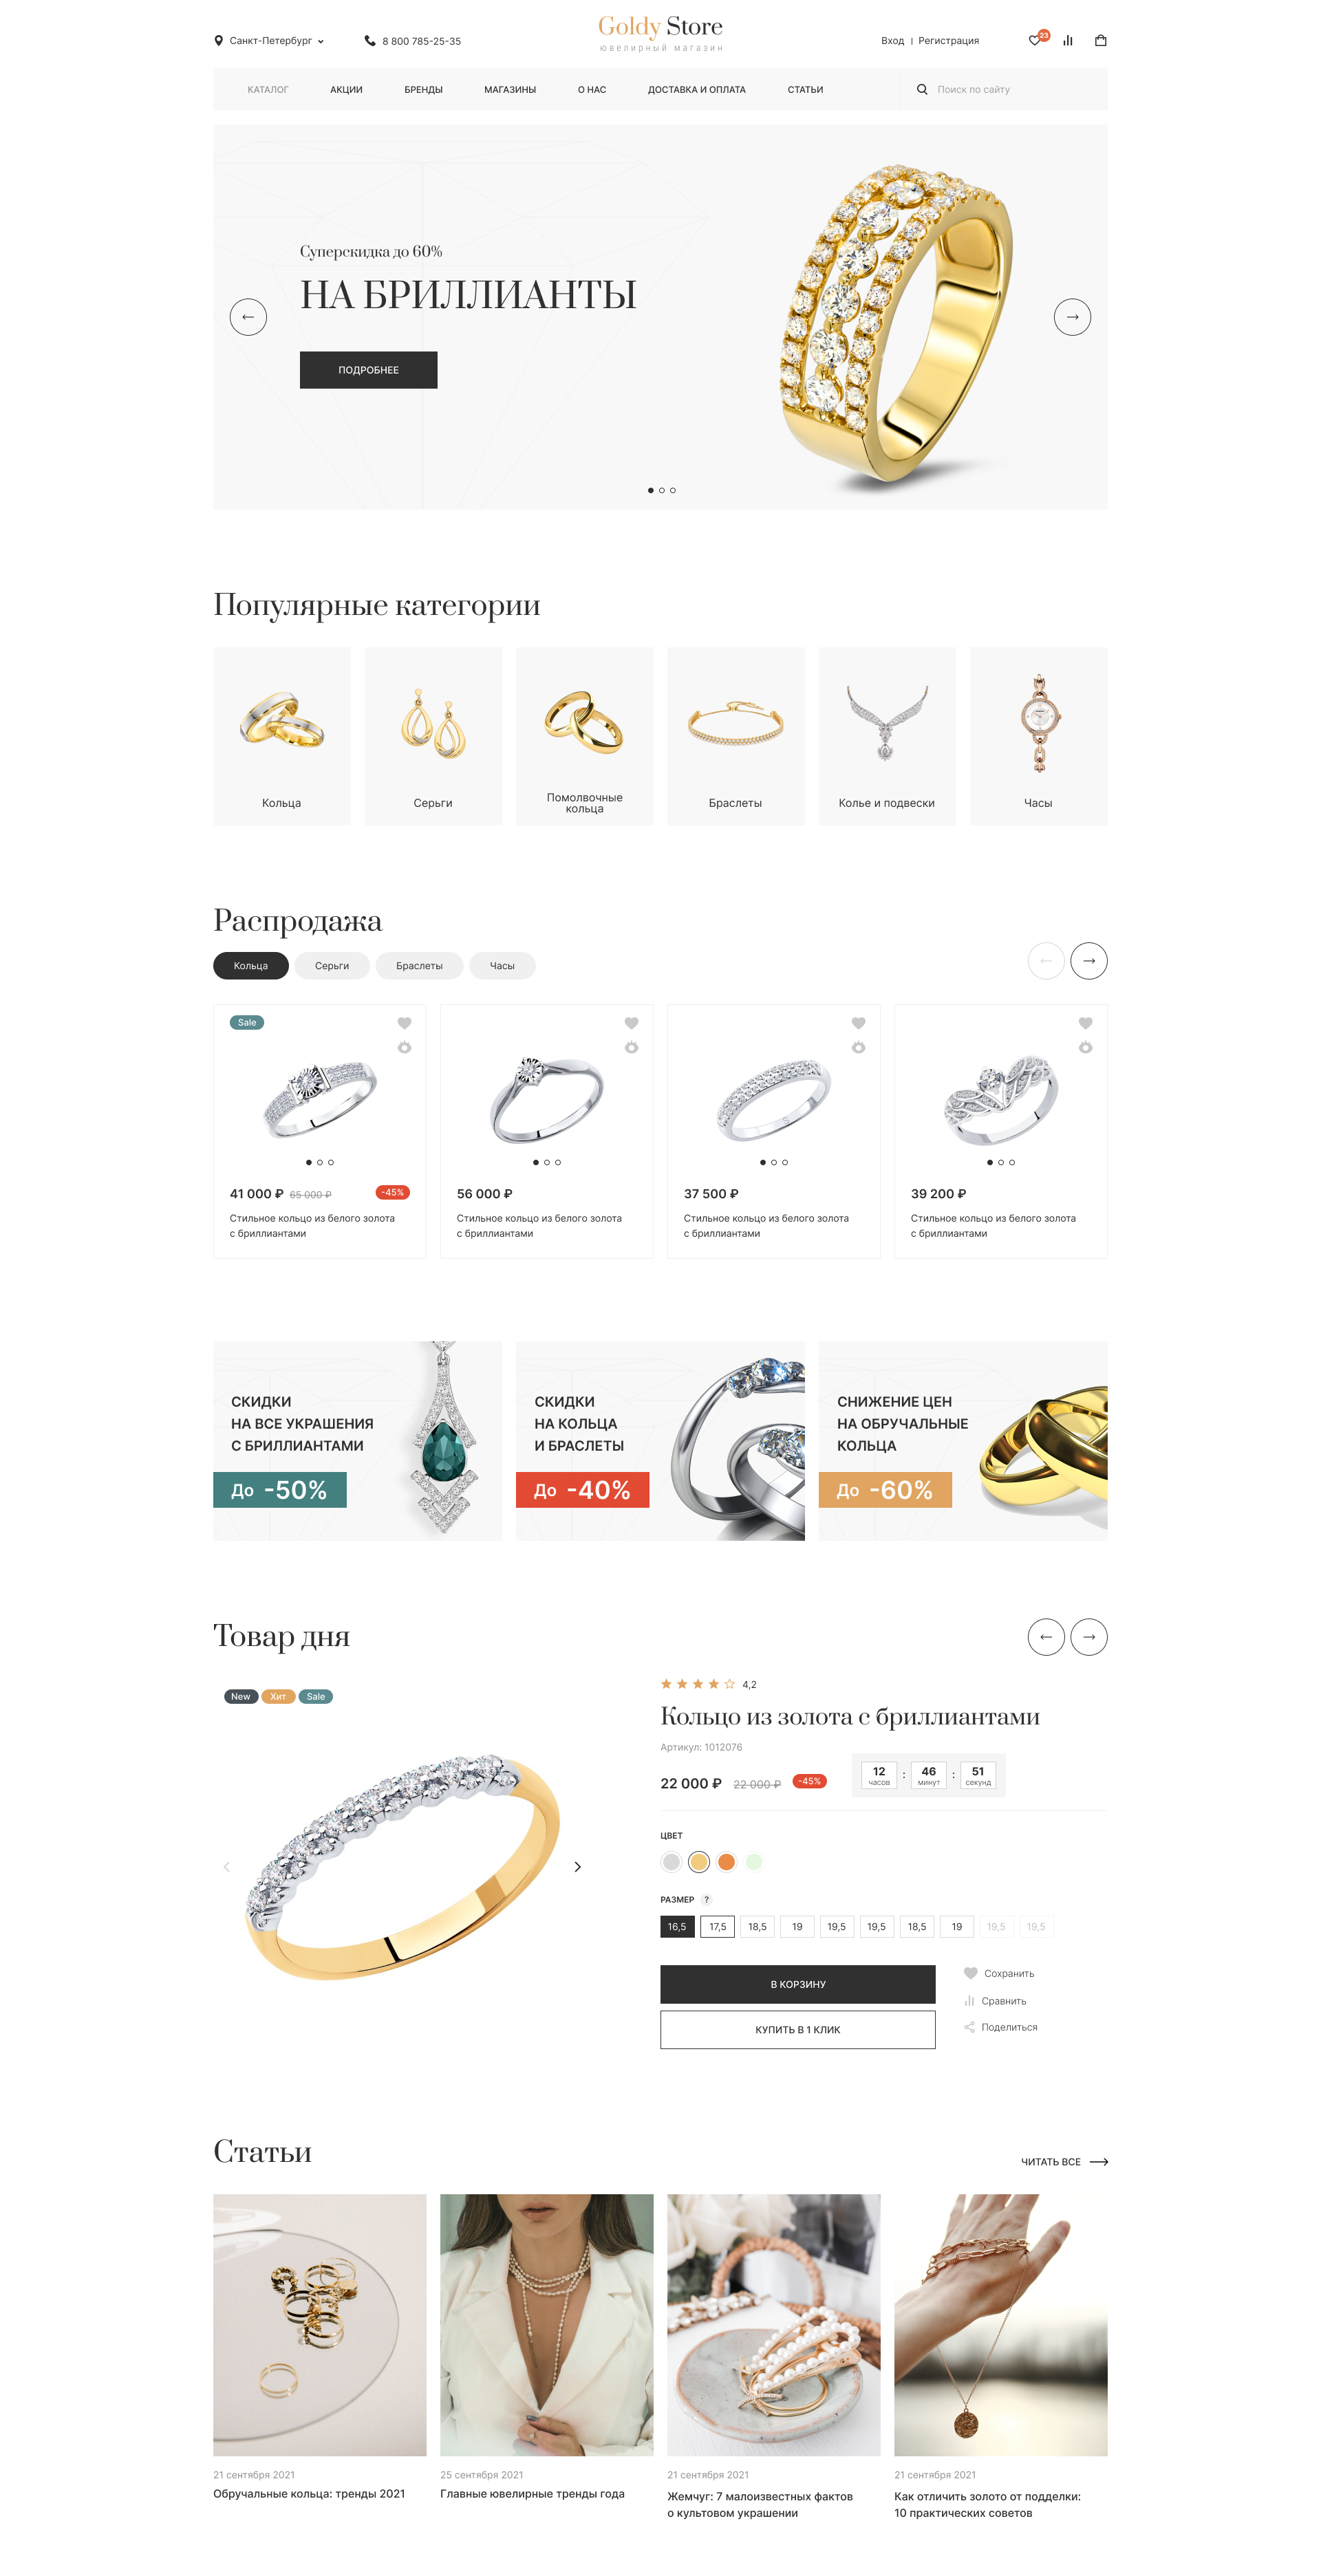 Санкт-Петербург
8 800 785-25-35
Goldy Store
ювелирный магазин
Вход | Регистрация
23
КАТАЛОГ
АКЦИИ
БРЕНДЫ
МАГАЗИНЫ
О НАС
ДОСТАВКА И ОПЛАТА
СТАТЬИ
Поиск по сайту
Суперскидка до 60%
НА БРИЛЛИАНТЫ
ПОДРОБНЕЕ
Популярные категории
Кольца
Серьги
Помолвочные
кольца
Браслеты
Колье и подвески
Часы
Распродажа
Кольца
Серьги
Браслеты
Часы
Sale
41 000 ₽ 65 000 ₽ -45%
Стильное кольцо из белого золота
с бриллиантами
56 000 ₽
Стильное кольцо из белого золота
с бриллиантами
37 500 ₽
Стильное кольцо из белого золота
с бриллиантами
39 200 ₽
Стильное кольцо из белого золота
с бриллиантами
СКИДКИ
НА ВСЕ УКРАШЕНИЯ
С БРИЛЛИАНТАМИ
До -50%
СКИДКИ
НА КОЛЬЦА
И БРАСЛЕТЫ
До -40%
СНИЖЕНИЕ ЦЕН
НА ОБРУЧАЛЬНЫЕ
КОЛЬЦА
До -60%
Товар дня
New
Хит
Sale
4,2
Кольцо из золота с бриллиантами
Артикул: 1012076
22 000 ₽ 22 000 ₽ -45%
12 : 46 : 51
часов минут секунд
ЦВЕТ
РАЗМЕР ?
16,5 17,5 18,5 19 19,5 19,5 18,5 19 19,5 19,5
В КОРЗИНУ
КУПИТЬ В 1 КЛИК
Сохранить
Сравнить
Поделиться
Статьи
ЧИТАТЬ ВСЕ
21 сентября 2021
Обручальные кольца: тренды 2021
25 сентября 2021
Главные ювелирные тренды года
21 сентября 2021
Жемчуг: 7 малоизвестных фактов
о культовом украшении
21 сентября 2021
Как отличить золото от подделки:
10 практических советов